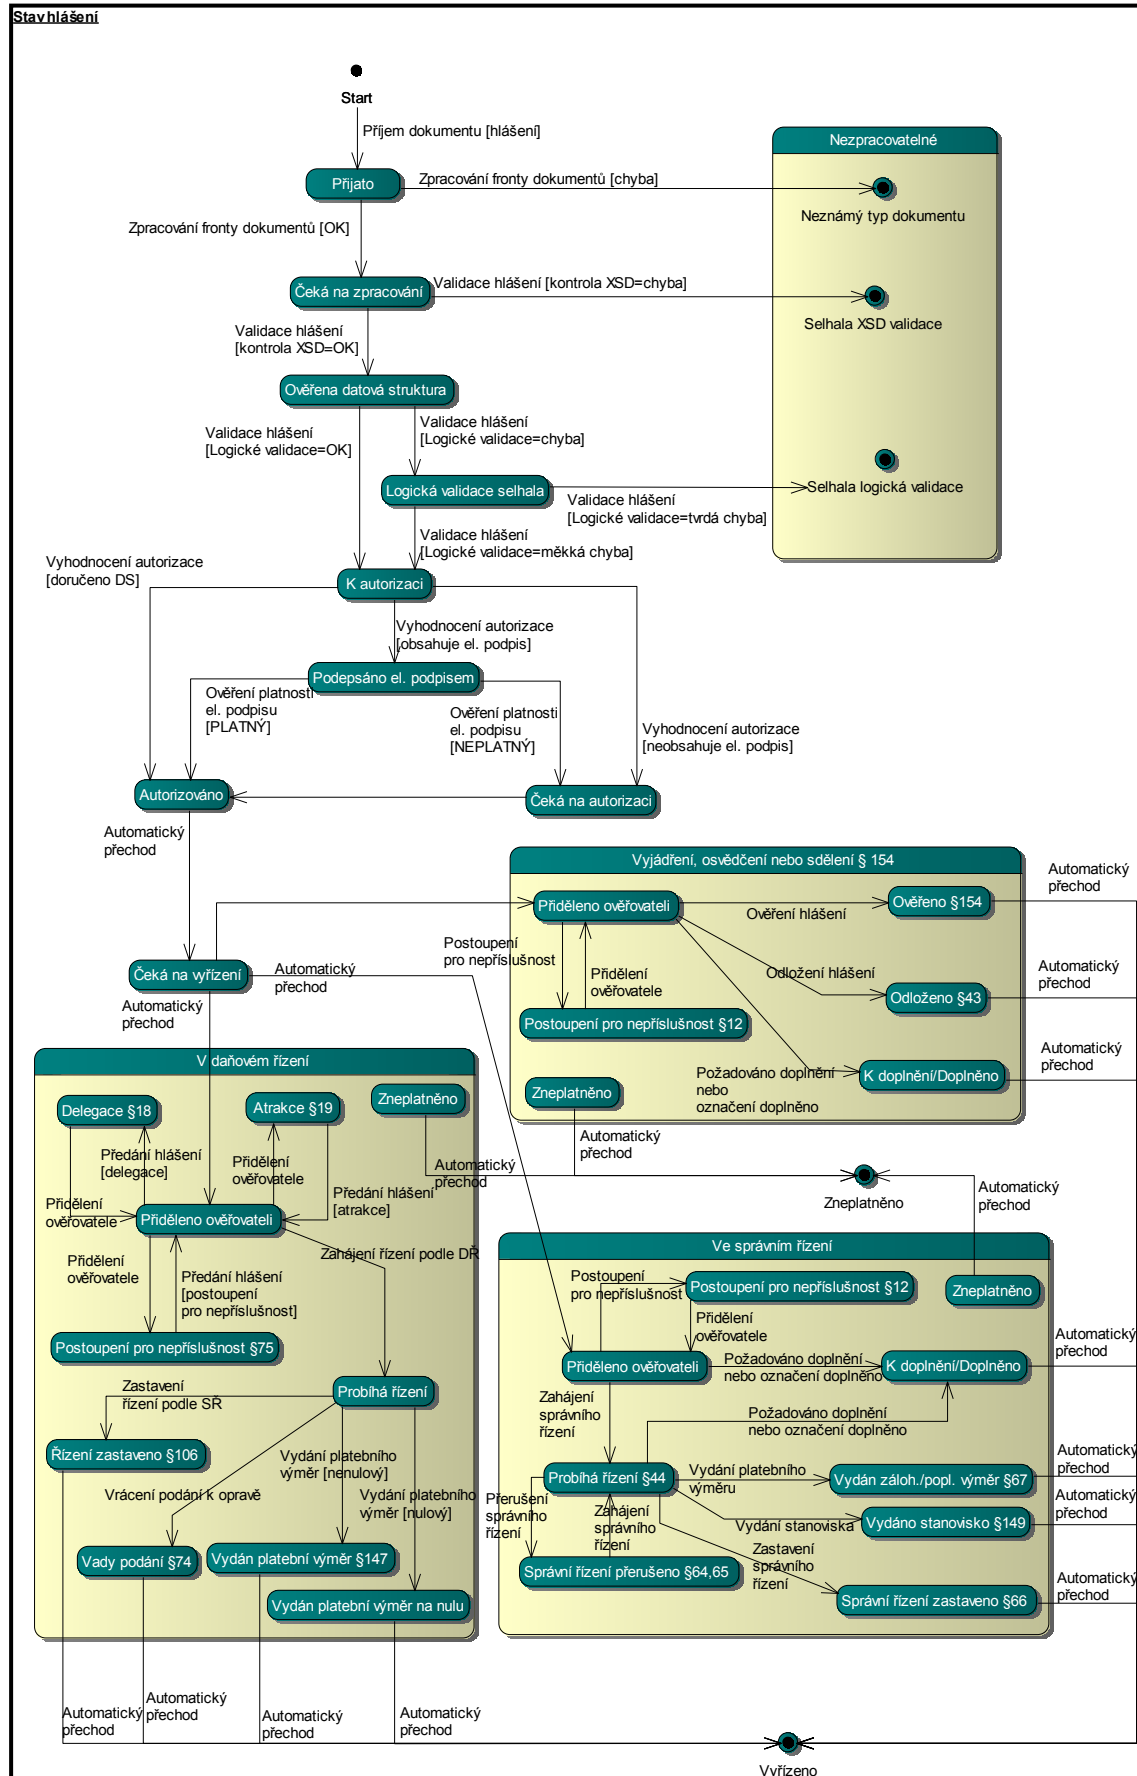 Stav hlášení
Start
Příjem dokumentu [hlášení]
Nezpracovatelné
Přijato
Zpracování fronty dokumentů [chyba]
Neznámý typ dokumentu
Zpracování fronty dokumentů [OK]
Čeká na zpracování
Validace hlášení [kontrola XSD=chyba]
Selhala XSD validace
Validace hlášení
[kontrola XSD=OK]
Ověřena datová struktura
Validace hlášení
[Logické validace=OK]
Validace hlášení
[Logické validace=chyba]
Logická validace selhala
Selhala logická validace
Validace hlášení
[Logické validace=tvrdá chyba]
Validace hlášení
[Logické validace=měkká chyba]
Vyhodnocení autorizace
[doručeno DS]
K autorizaci
Vyhodnocení autorizace
[obsahuje el. podpis]
Podepsáno el. podpisem
Ověření platnosti
el. podpisu
[PLATNÝ]
Ověření platnosti
el. podpisu
[NEPLATNÝ]
Vyhodnocení autorizace
[neobsahuje el. podpis]
Autorizováno
Čeká na autorizaci
Automatický
přechod
Vyjádření, osvědčení nebo sdělení § 154
Automatický
přechod
Přiděleno ověřovateli
Ověření hlášení
Ověřeno §154
Postoupení
pro nepříslušnost
Přidělení
ověřovatele
Odložení hlášení
Odloženo §43
Automatický
přechod
Čeká na vyřízení
Automatický
přechod
Automatický
přechod
Postoupení pro nepříslušnost §12
Požadováno doplnění
nebo
označení doplněno
K doplnění/Doplněno
Automatický
přechod
Zneplatněno
Automatický
přechod
V daňovém řízení
Delegace §18
Atrakce §19
Zneplatněno
Předání hlášení
[delegace]
Přidělení
ověřovatele
Automatický
přechod
Zneplatněno
Automatický
přechod
Přidělení
ověřovatele
Přiděleno ověřovateli
Předání hlášení
[atrakce]
Zahájení řízení podle DŘ
Přidělení
ověřovatele
Předání hlášení
[postoupení
pro nepříslušnost]
Postoupení pro nepříslušnost §75
Ve správním řízení
Postoupení
pro nepříslušnost
Postoupení pro nepříslušnost §12
Zneplatněno
Přidělení
ověřovatele
Přiděleno ověřovateli
Požadováno doplnění
nebo označení doplněno
K doplnění/Doplněno
Automatický
přechod
Zastavení
řízení podle SŘ
Probíhá řízení
Zahájení
správního
řízení
Požadováno doplnění
nebo označení doplněno
Řízení zastaveno §106
Vydání platebního
výměr [nenulový]
Vrácení podání k opravě
Vydání platebního
výměr [nulový]
Probíhá řízení §44
Vydání platebního
výměru
Vydán záloh./popl. výměr §67
Automatický
přechod
Přerušení
správního
řízení
Zahájení
správního
řízení
Vydání stanoviska
Vydáno stanovisko §149
Automatický
přechod
Zastavení
správního
řízení
Vady podání §74
Vydán platební výměr §147
Správní řízení přerušeno §64,65
Vydán platební výměr na nulu
Správní řízení zastaveno §66
Automatický
přechod
Automatický
přechod
Automatický
přechod
Automatický
přechod
Automatický
přechod
Vyřízeno